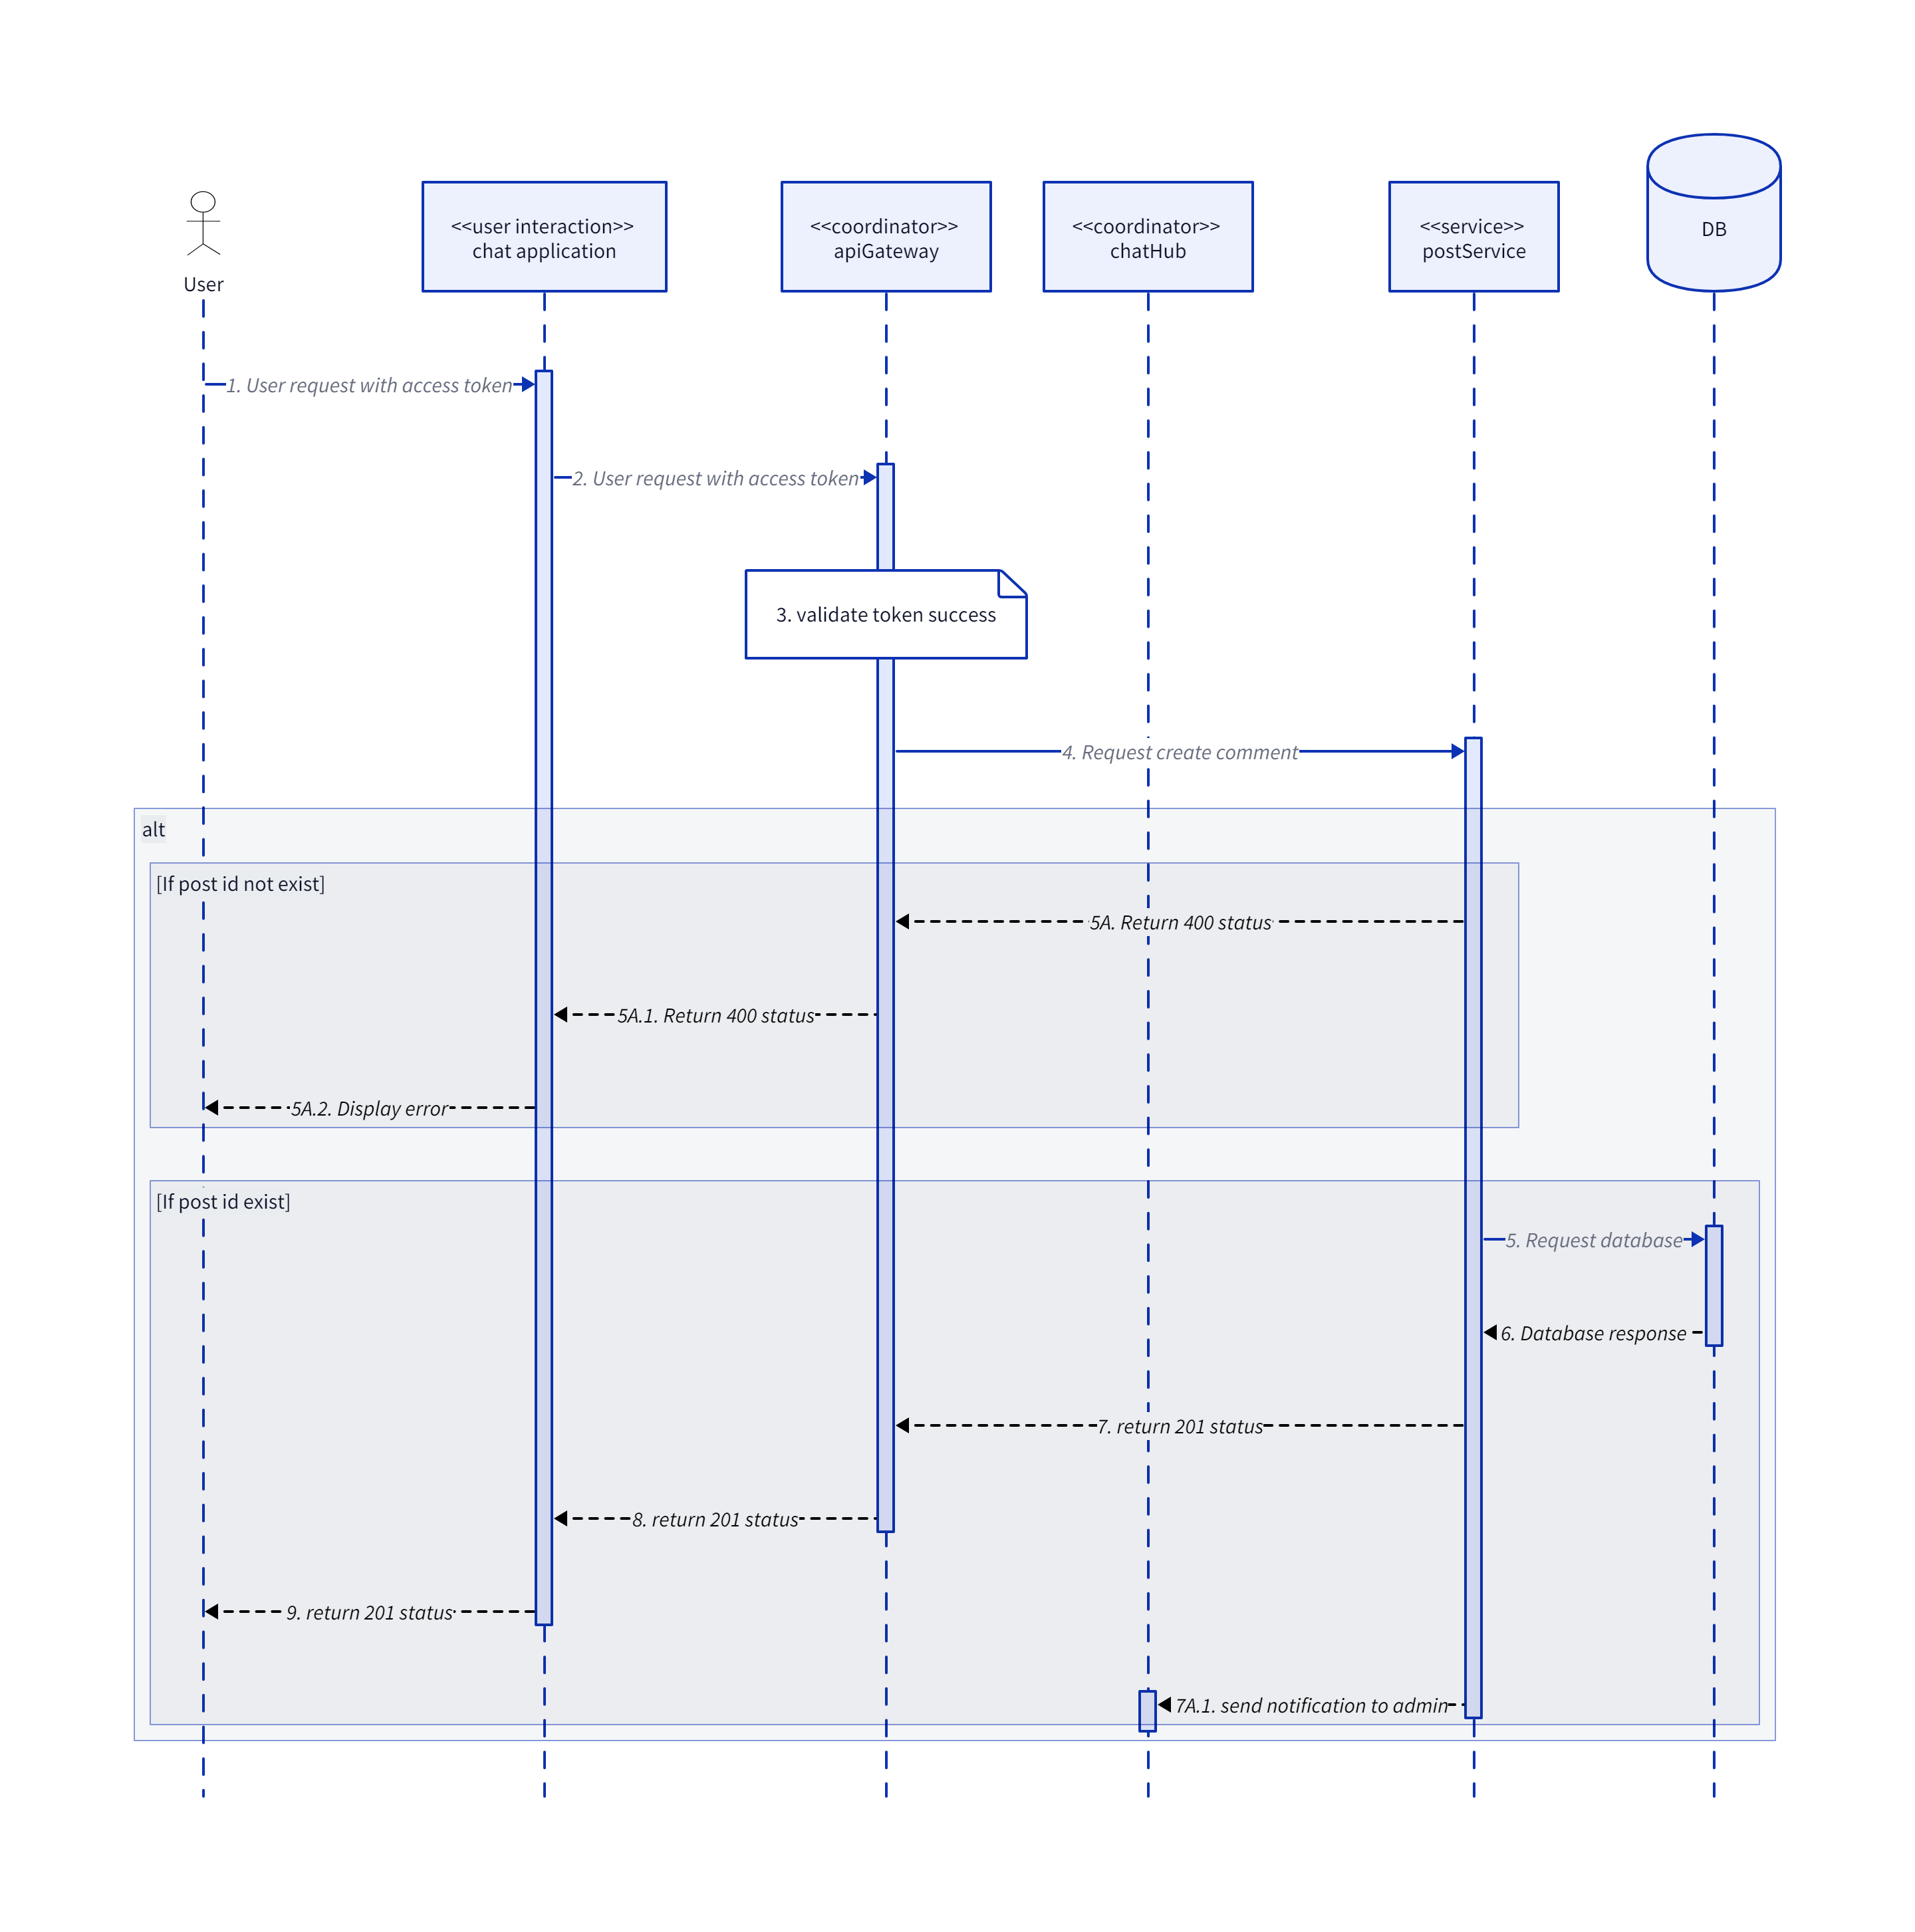 User
<<user interaction>>
chat application
<<coordinator>>
apiGateway
<<coordinator>>
chatHub
<<service>>
postService
DB
1. User request with access token
2. User request with access token
3. validate token success
4. Request create comment
alt
[If post id not exist]
5A. Return 400 status
5A.1. Return 400 status
5A.2. Display error
[If post id exist]
5. Request database
6. Database response
7. return 201 status
8. return 201 status
9. return 201 status
7A.1. send notification to admin